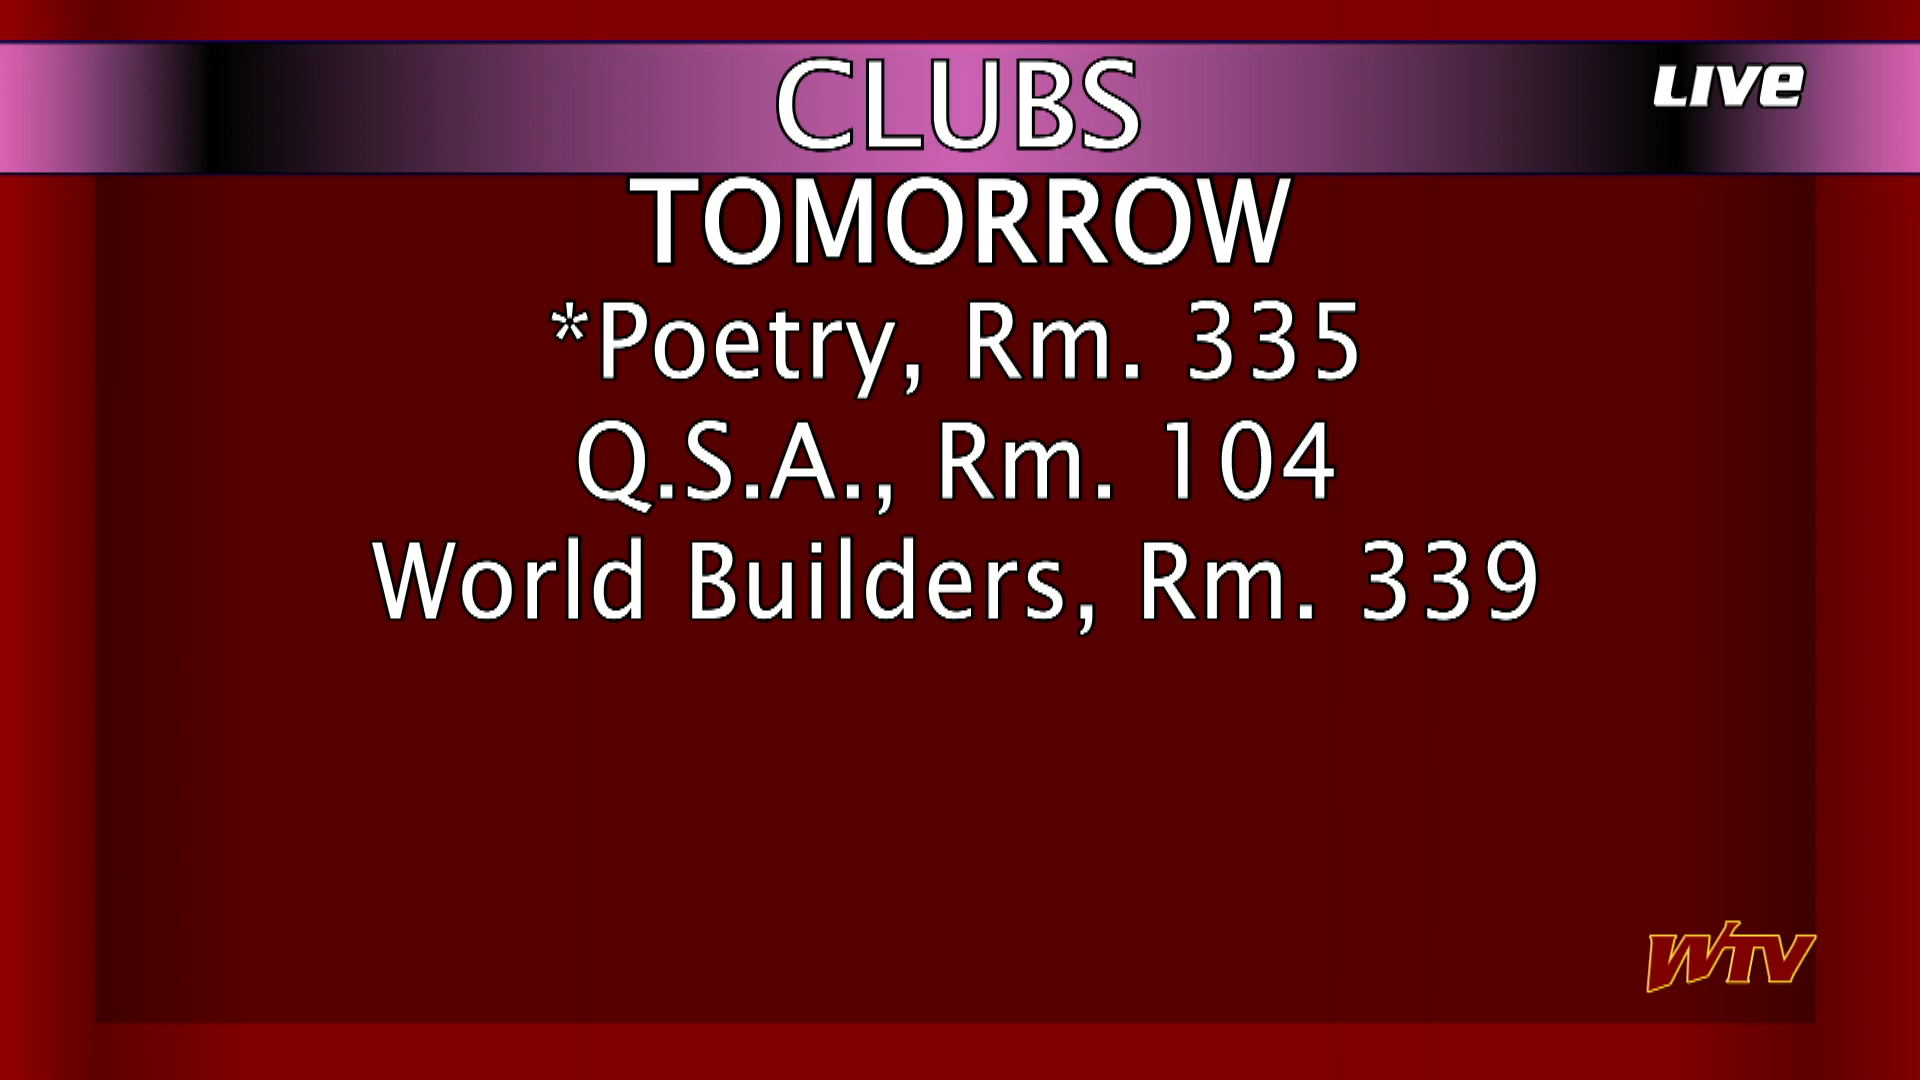 CLUBS
LIVE
TOMORROW
*Poetry, Rm. 335
Q.S.A., Rm. 104
World Builders, Rm. 339
WTV